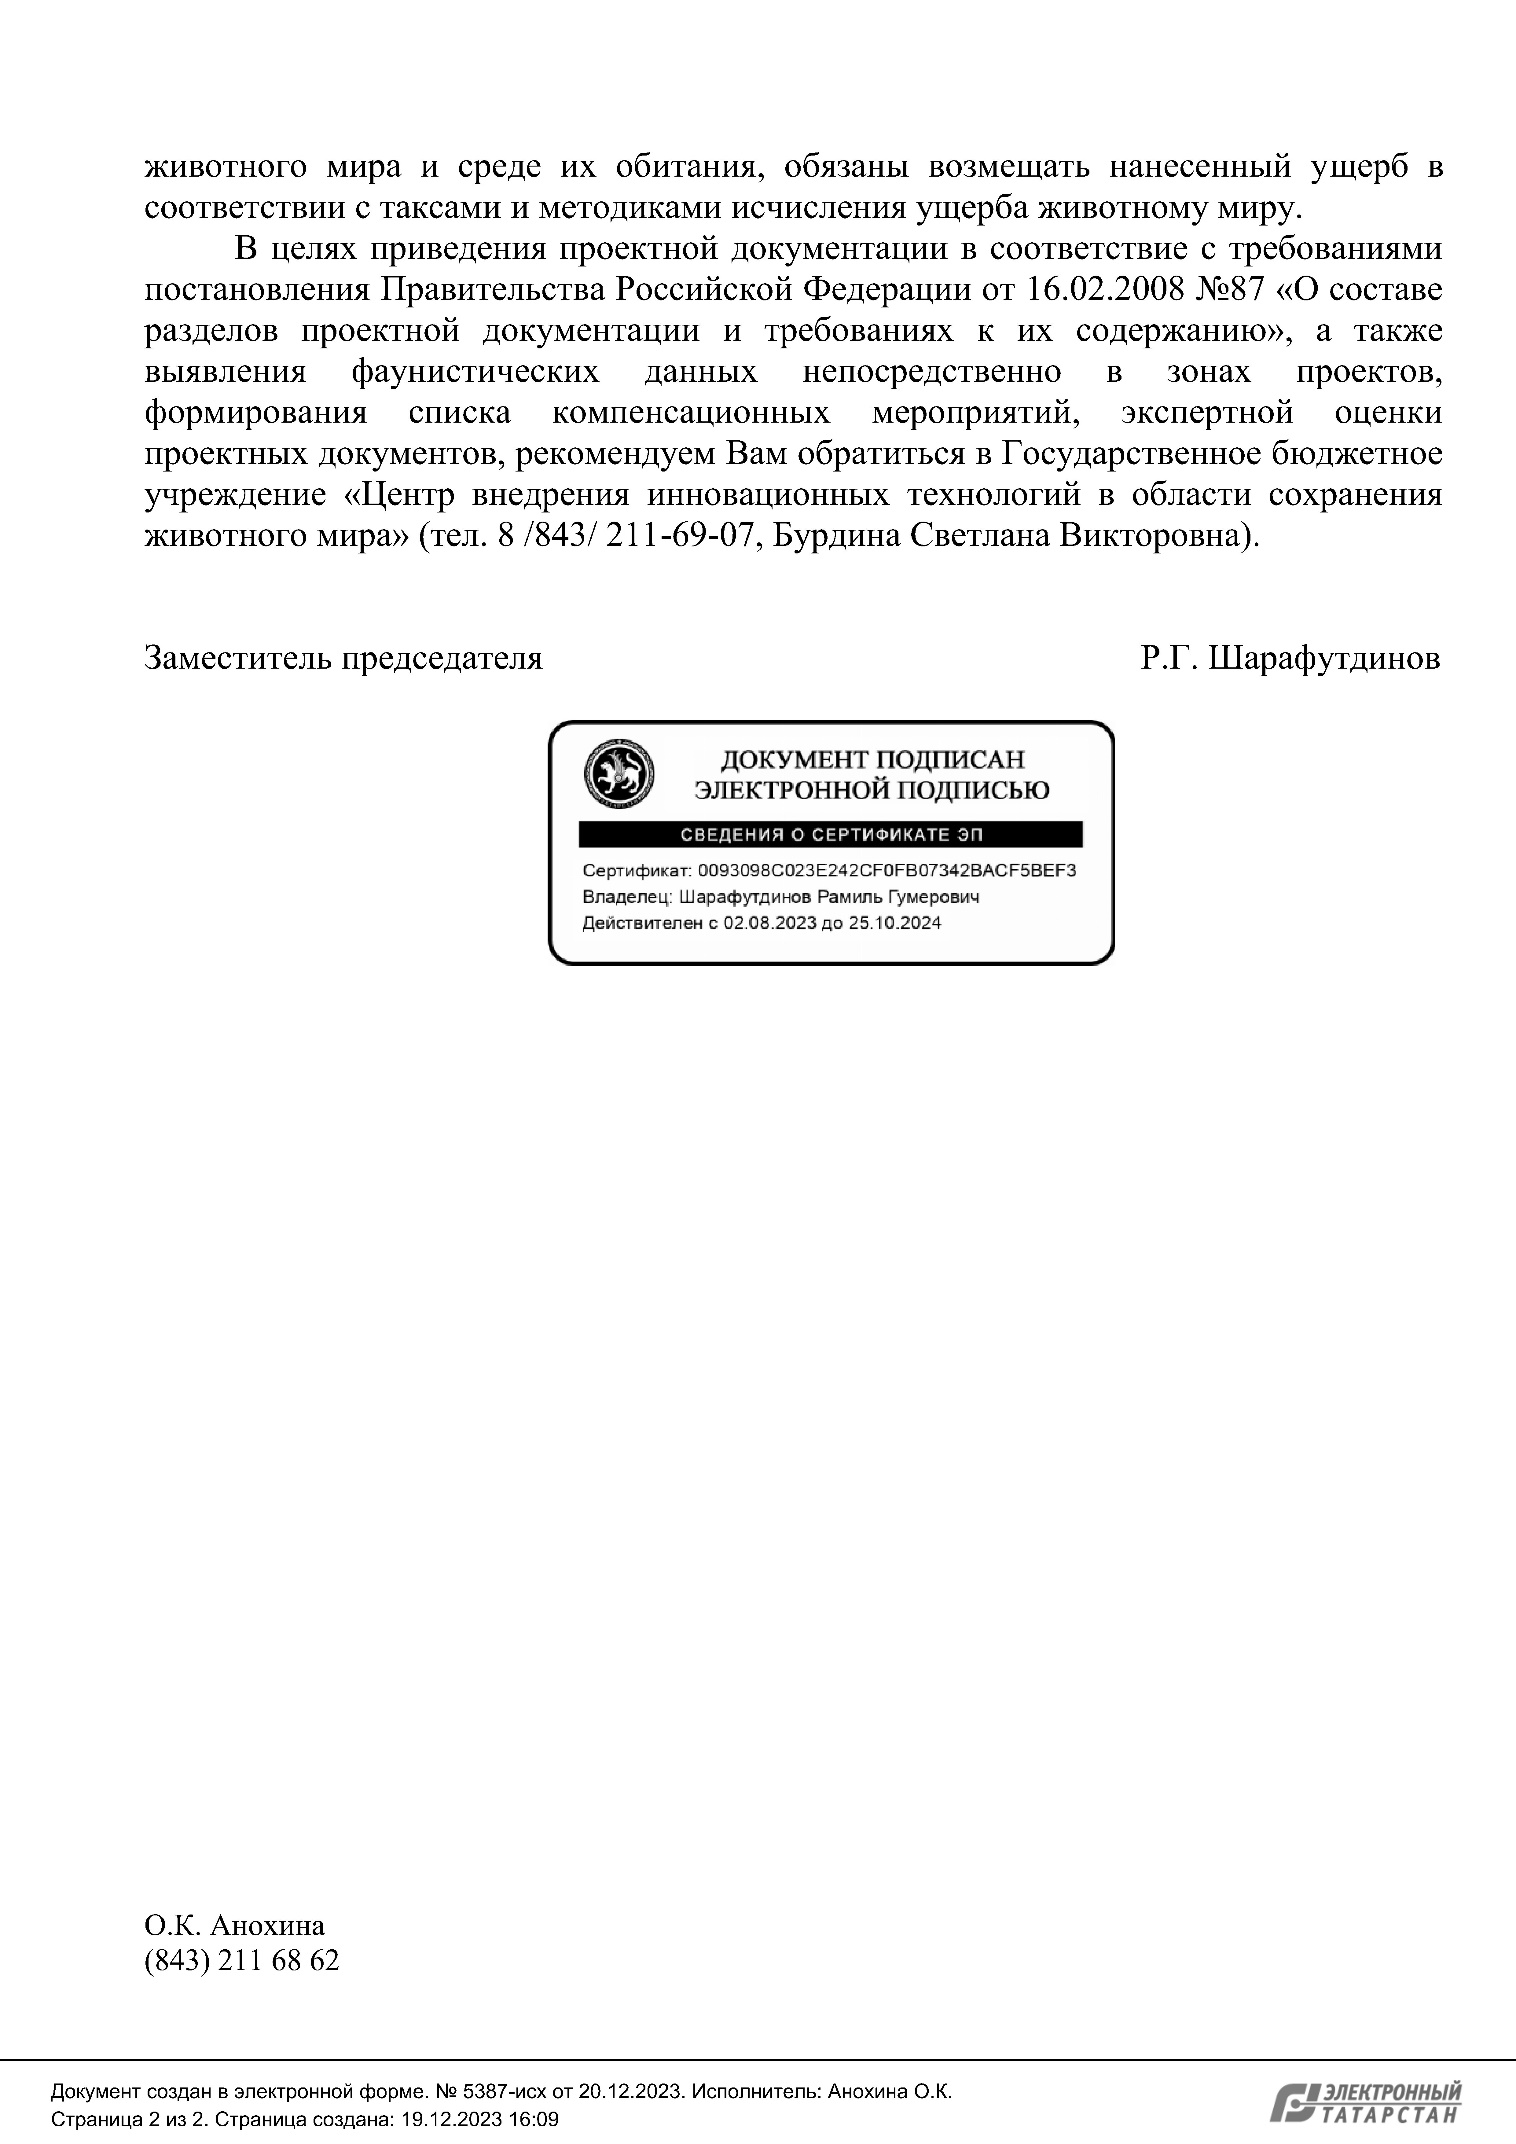 животного мира и среде их обитания, обязаны возмещать нанесенный ущерб в
соответствии с таксами и методиками исчисления ущерба животному миру.
В целях приведения проектной документации в соответствие с требованиями
постановления Правительства Российской Федерации от 16.02.2008 №87 «О составе
разделов проектной документации и требованиях к их содержанию», а также
выявления фаунистических данных непосредственно в зонах проектов,
формирования списка компенсационных мероприятий, экспертной оценки
проектных документов, рекомендуем Вам обратиться в Государственное бюджетное
учреждение «Центр внедрения инновационных технологий в области сохранения
животного мира» (тел. 8 /843/ 211-69-07, Бурдина Светлана Викторовна).
Заместитель председателя Р.Г. Шарафутдинов
ДОКУМЕНТ ПОДПИСАН
ЭЛЕКТРОННОЙ ПОДПИСЬЮ
СВЕДЕНИЯ О СЕРТИФИКАТЕ ЭП
Сертификат: 0093098C023E242CF0FB07342BACF5BEF3
Владелец: Шарафутдинов Рамиль Гумерович
Действителен с 02.08.2023 до 25.10.2024
О.К. Анохина
(843) 211 68 62
Документ создан в электронной форме. № 5387-исх от 20.12.2023. Исполнитель: Анохина О.К.
Страница 2 из 2. Страница создана: 19.12.2023 16:09
ЭЛЕКТРОННЫЙ
ТАТАРСТАН